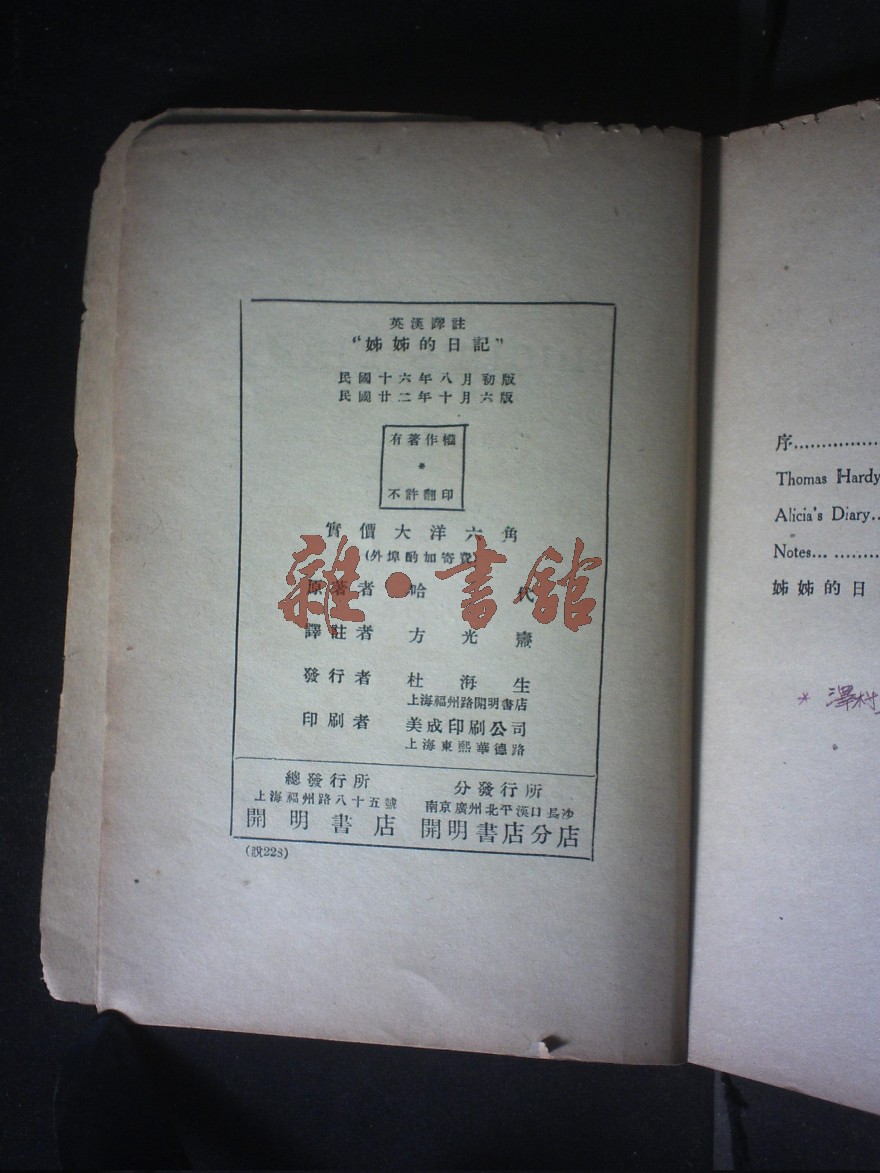 英漢譯註
“姊姊的日記”
民國十六年八月初版
民國廿二年十月六版
有著作權
不許翻印
實價大洋六角
(外埠酌加寄費)
原著者 哈代
譯註者 方光燾
發行者 杜海生
上海福州路開明書店
印刷者 美成印刷公司
上海東熙華德路
總發行所
上海福州路八十五號
開明書店
分發行所
南京廣州北平漢口長沙
開明書店分店
(說228)
雜·書館
序................
Thomas Hardy
Alicia's Diary..
Notes... .........
姊姊的日
* 澤村